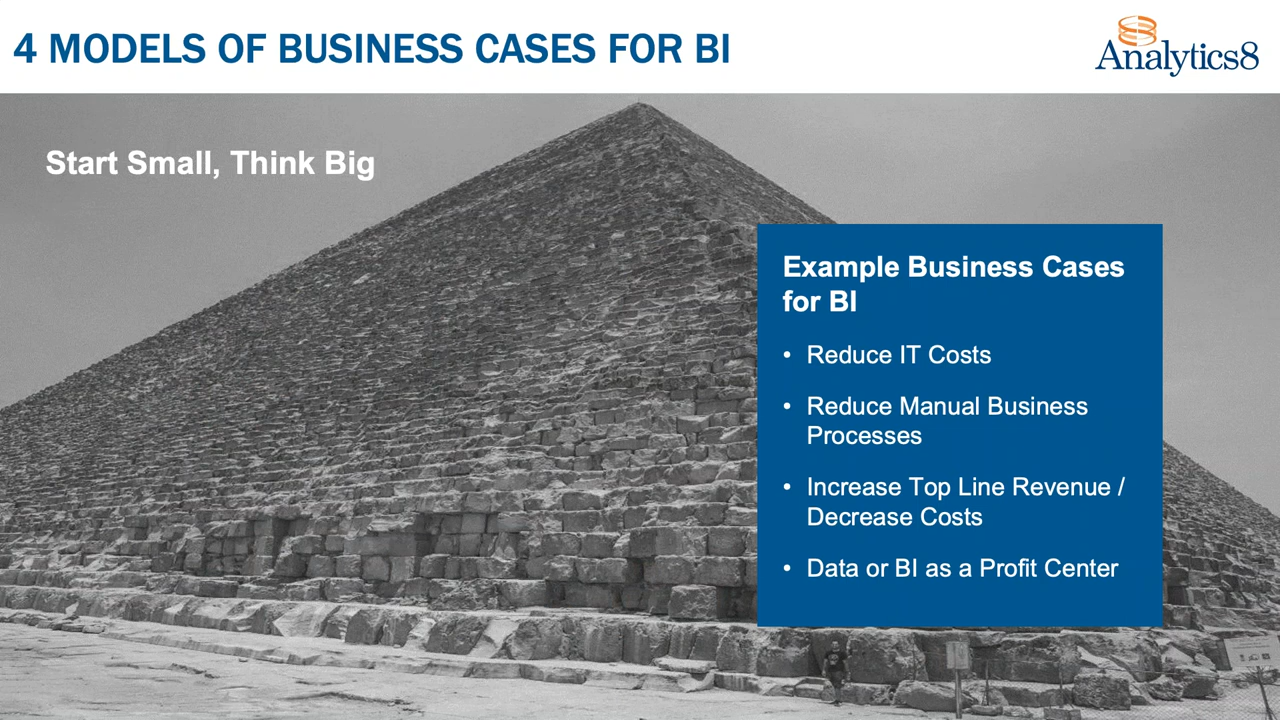 4 MODELS OF BUSINESS CASES FOR BI
Analytics8
Start Small, Think Big
Example Business Cases
for BI
• Reduce IT Costs
• Reduce Manual Business
Processes
• Increase Top Line Revenue /
Decrease Costs
• Data or BI as a Profit Center